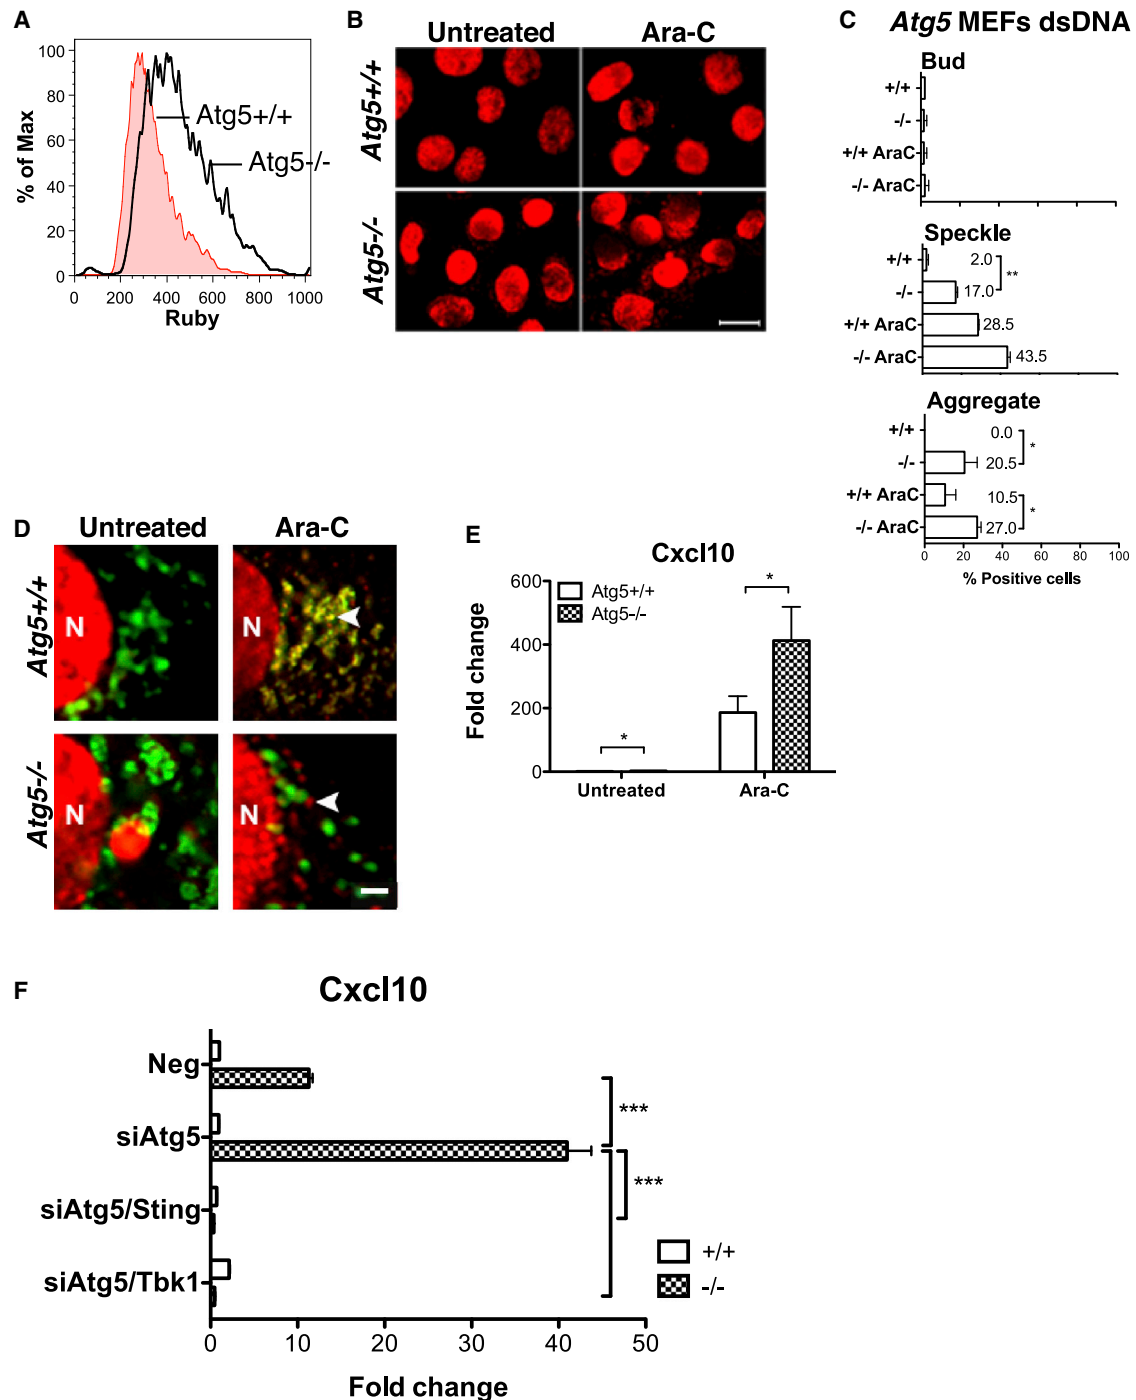 A
% of Max
100
80
60
40
20
0
Atg5+/+
Atg5-/-
0 200 400 600 800 1000
Ruby
B
Untreated Ara-C
Atg5+/+
Atg5-/-
C
Atg5 MEFs dsDNA
Bud
+/+
-/-
+/+ AraC
-/- AraC
Speckle
+/+ 2.0
**
-/- 17.0
+/+ AraC 28.5
-/- AraC 43.5
0 100
Aggregate
+/+ 0.0
*
-/- 20.5
+/+ AraC 10.5
*
-/- AraC 27.0
0 20 40 60 80 100
% Positive cells
D
Untreated Ara-C
Atg5+/+
N N
Atg5-/-
N N
E
Cxcl10
Fold change
600
400
200
0
Atg5+/+
Atg5-/-
* *
Untreated Ara-C
F
Cxcl10
Neg
siAtg5
siAtg5/Sting
siAtg5/Tbk1
***
***
+/+
-/-
0 10 20 30 40 50
Fold change